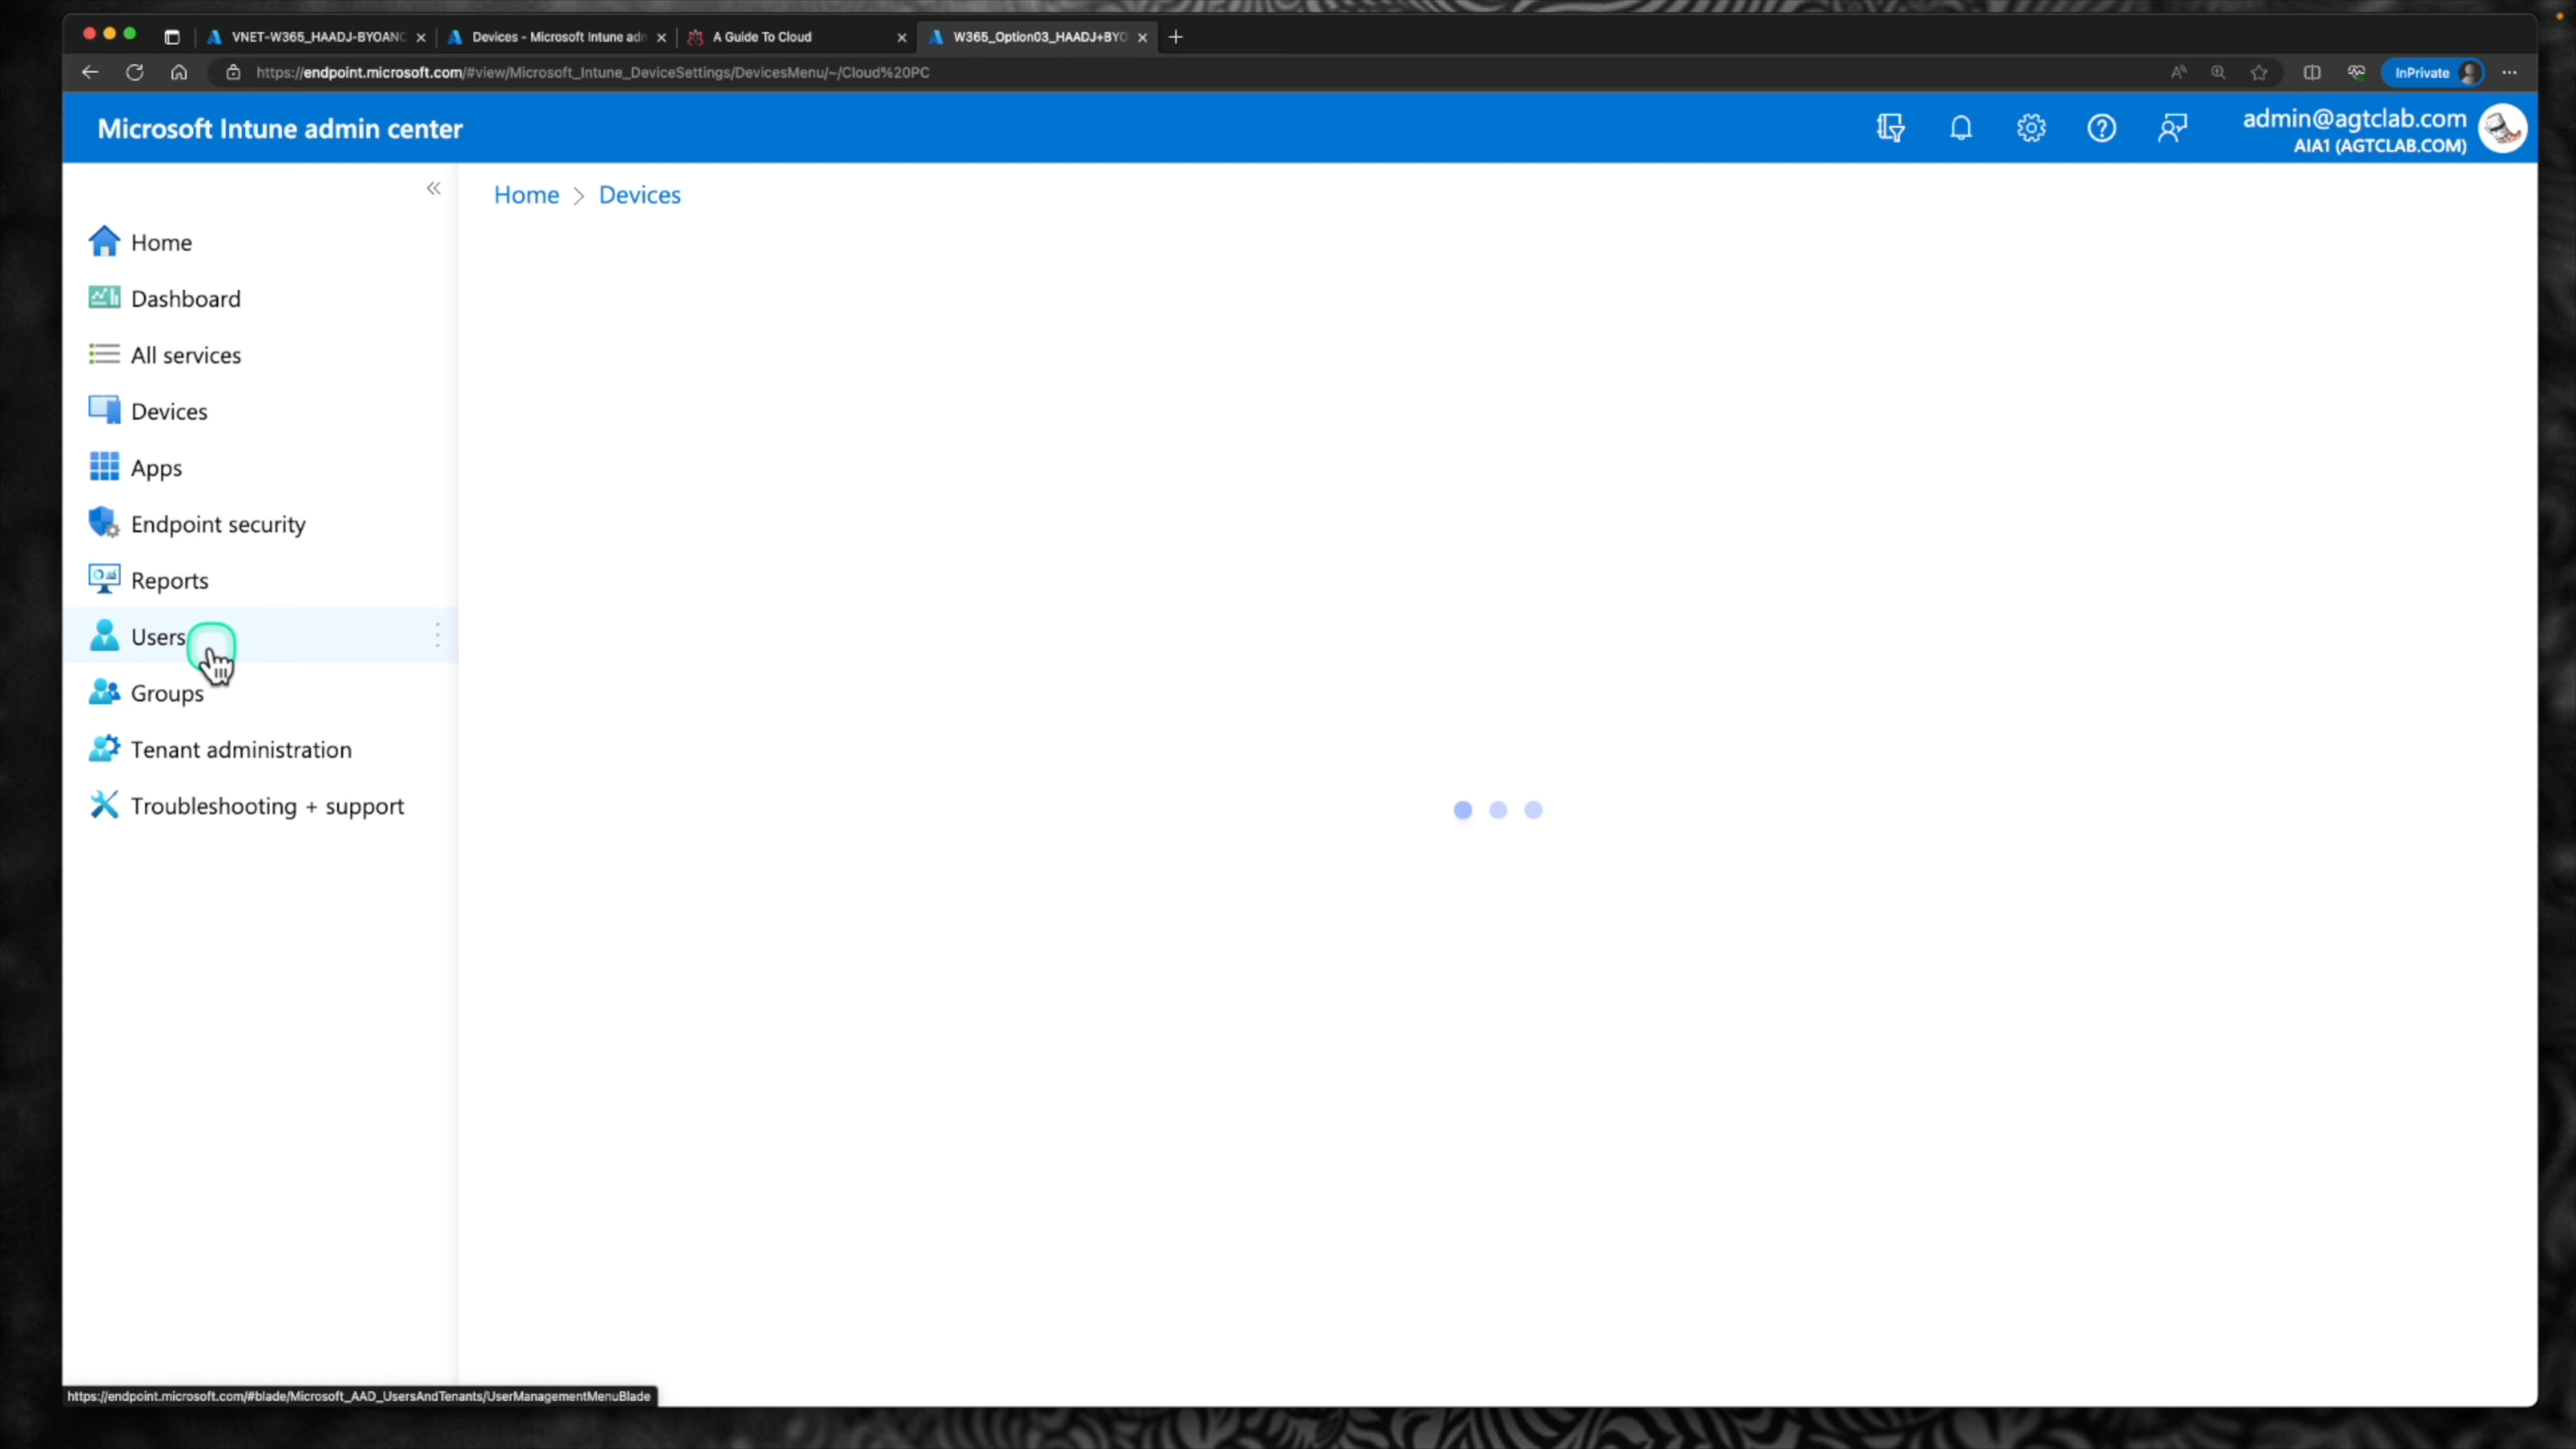 VNET-W365_HAADJ-BYOANC
Devices - Microsoft Intune adm
A Guide To Cloud
W365_Option03_HAADJ+BYO
https://endpoint.microsoft.com/#view/Microsoft_Intune_DeviceSettings/DevicesMenu/~/Cloud%20PC
InPrivate
Microsoft Intune admin center
admin@agtclab.com
AIA1 (AGTCLAB.COM)
Home > Devices
Home
Dashboard
All services
Devices
Apps
Endpoint security
Reports
Users
Groups
Tenant administration
Troubleshooting + support
https://endpoint.microsoft.com/#blade/Microsoft_AAD_UsersAndTenants/UserManagementMenuBlade